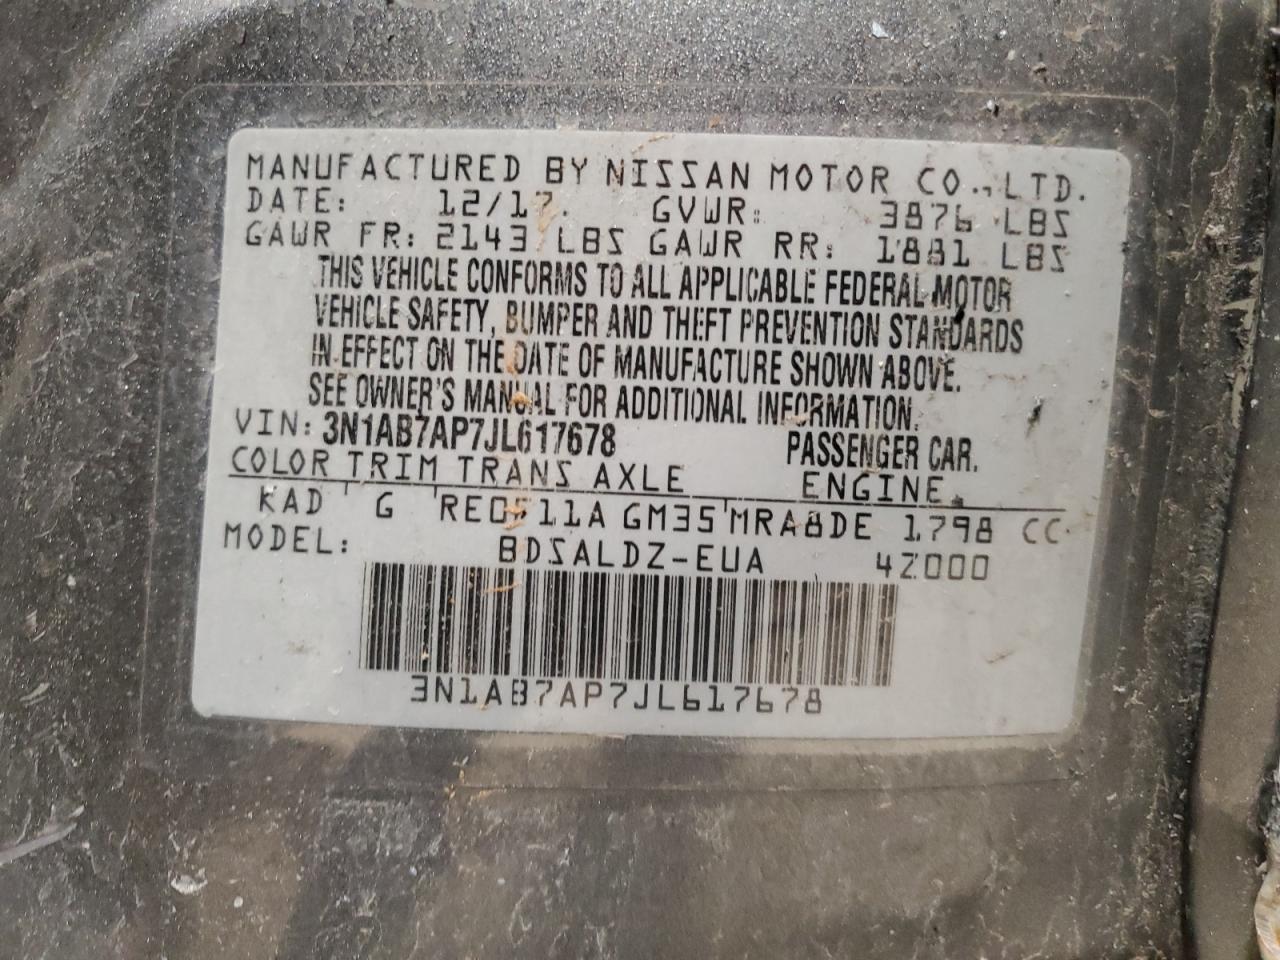 MANUFACTURED BY NISSAN MOTOR CO.,LTD.
DATE: 12/17. GVWR: 3876 LBS
GAWR FR: 2143 LBS GAWR RR: 1881 LBS
THIS VEHICLE CONFORMS TO ALL APPLICABLE FEDERAL MOTOR
VEHICLE SAFETY, BUMPER AND THEFT PREVENTION STANDARDS
IN EFFECT ON THE DATE OF MANUFACTURE SHOWN ABOVE.
SEE OWNER'S MANUAL FOR ADDITIONAL INFORMATION.
VIN: 3N1AB7AP7JL617678 PASSENGER CAR.
COLOR TRIM TRANS AXLE ENGINE
KAD G RE0F11A GM35 MRA8DE 1798 CC
MODEL: BDSALDZ-EUA 4Z000
3N1AB7AP7JL617678